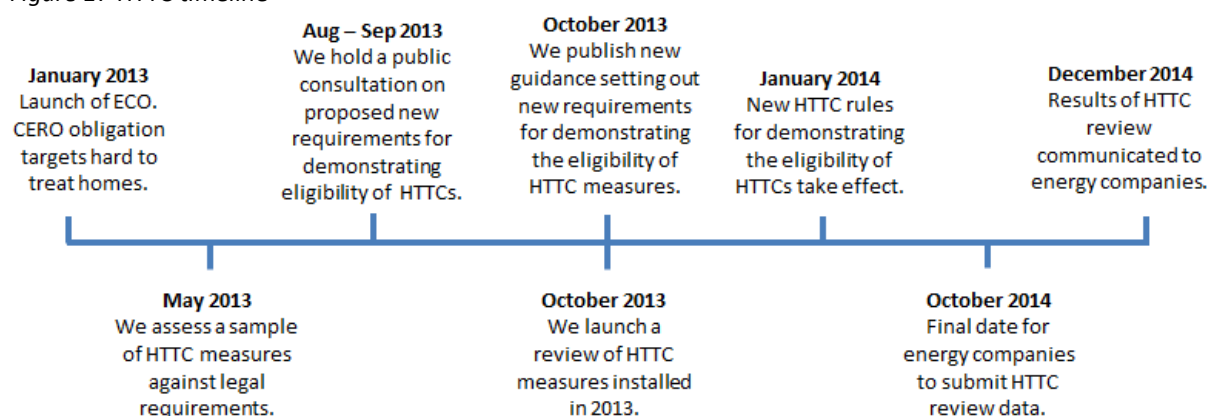 Figure HTTC timeline
January 2013
Launch of ECO.
CERO obligation
targets hard to
treat homes.
Aug – Sep 2013
We hold a public
consultation on
proposed new
requirements for
demonstrating
eligibility of HTTCs.
October 2013
We publish new
guidance setting out
new requirements
for demonstrating
the eligibility of
HTTC measures.
January 2014
New HTTC rules
for demonstrating
the eligibility of
HTTCs take effect.
December 2014
Results of HTTC
review
communicated to
energy companies.
May 2013
We assess a sample
of HTTC measures
against legal
requirements.
October 2013
We launch a
review of HTTC
measures installed
in 2013.
October 2014
Final date for
energy companies
to submit HTTC
review data.